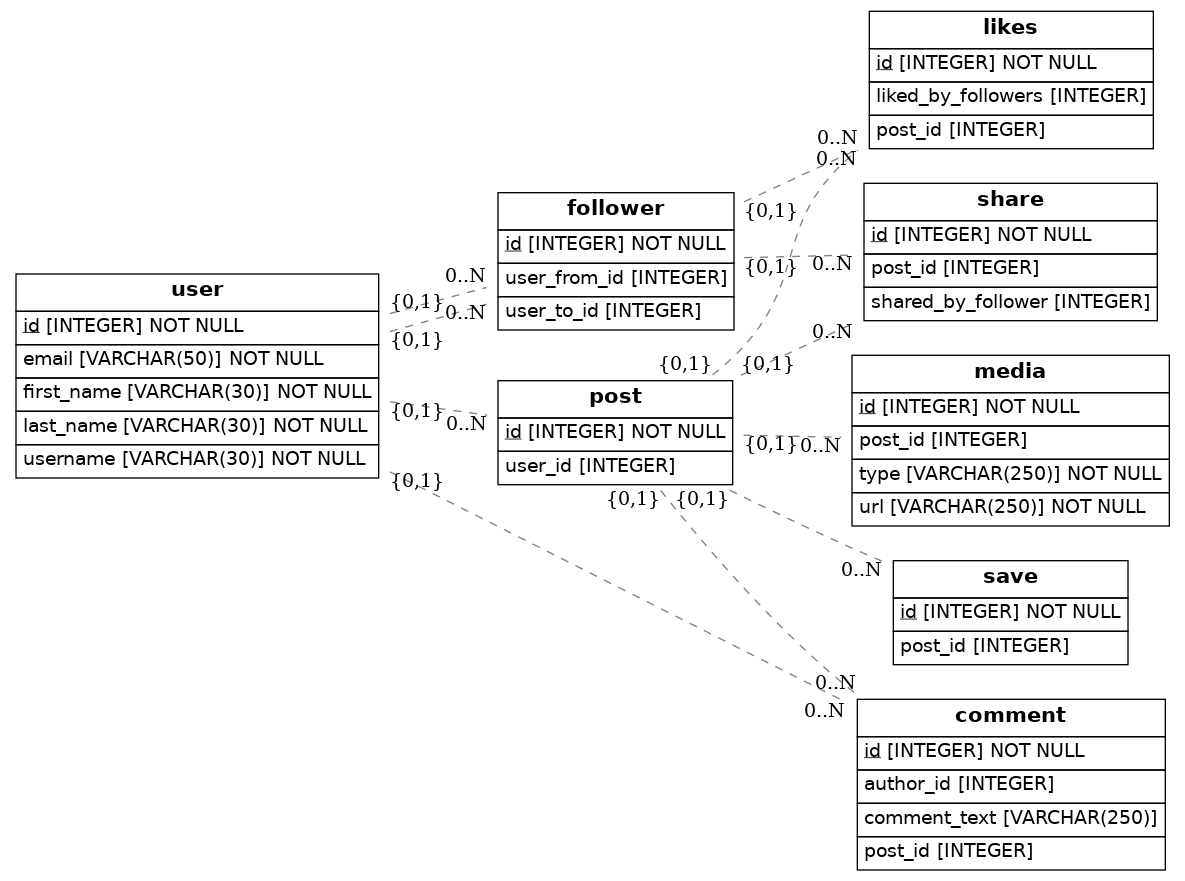 user
id [INTEGER] NOT NULL
email [VARCHAR(50)] NOT NULL
first_name [VARCHAR(30)] NOT NULL
last_name [VARCHAR(30)] NOT NULL
username [VARCHAR(30)] NOT NULL
{0,1}
0..N
{0,1}
0..N
{0,1}
0..N
{0,1}
0..N
follower
id [INTEGER] NOT NULL
user_from_id [INTEGER]
user_to_id [INTEGER]
{0,1}
0..N
{0,1}
0..N
post
id [INTEGER] NOT NULL
user_id [INTEGER]
{0,1}
0..N
{0,1}
0..N
{0,1}
0..N
{0,1}
0..N
{0,1}
0..N
likes
id [INTEGER] NOT NULL
liked_by_followers [INTEGER]
post_id [INTEGER]
share
id [INTEGER] NOT NULL
post_id [INTEGER]
shared_by_follower [INTEGER]
media
id [INTEGER] NOT NULL
post_id [INTEGER]
type [VARCHAR(250)] NOT NULL
url [VARCHAR(250)] NOT NULL
save
id [INTEGER] NOT NULL
post_id [INTEGER]
comment
id [INTEGER] NOT NULL
author_id [INTEGER]
comment_text [VARCHAR(250)]
post_id [INTEGER]